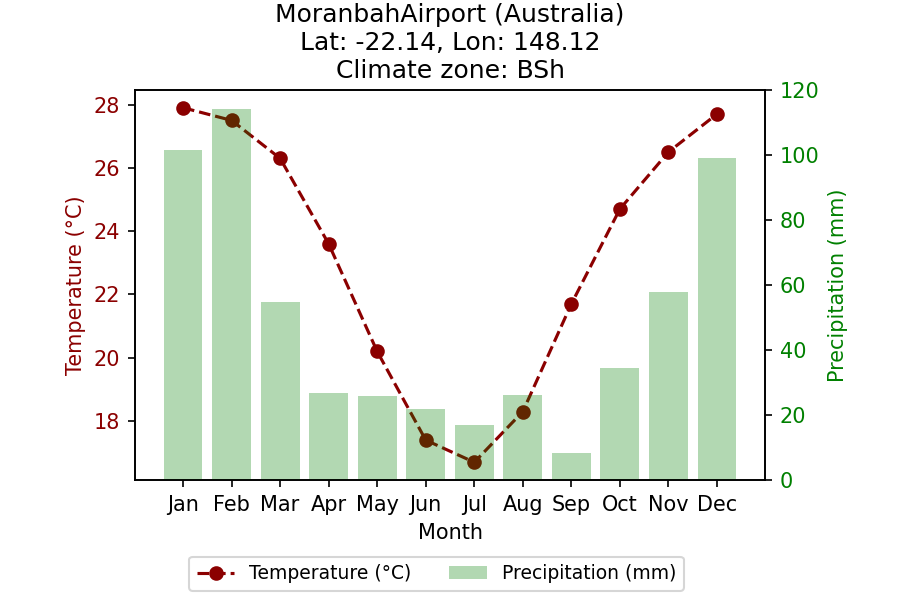 MoranbahAirport (Australia)
Lat: -22.14, Lon: 148.12
Climate zone: BSh
28
26
24
22
20
18
Temperature (°C)
120
100
80
60
40
20
0
Precipitation (mm)
Jan Feb Mar Apr May Jun Jul Aug Sep Oct Nov Dec
Month
Temperature (°C) Precipitation (mm)